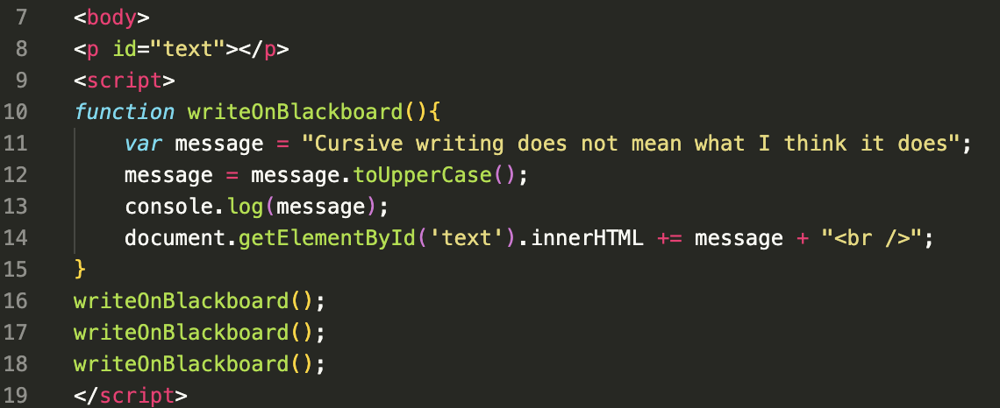 7 <body>
8 <p id="text"></p>
9 <script>
10 function writeOnBlackboard(){
11     var message = "Cursive writing does not mean what I think it does";
12     message = message.toUpperCase();
13     console.log(message);
14     document.getElementById('text').innerHTML += message + "<br />";
15 }
16 writeOnBlackboard();
17 writeOnBlackboard();
18 writeOnBlackboard();
19 </script>